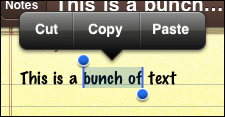 Notes
This is a bunch...
Cut Copy Paste
This is a bunch of text